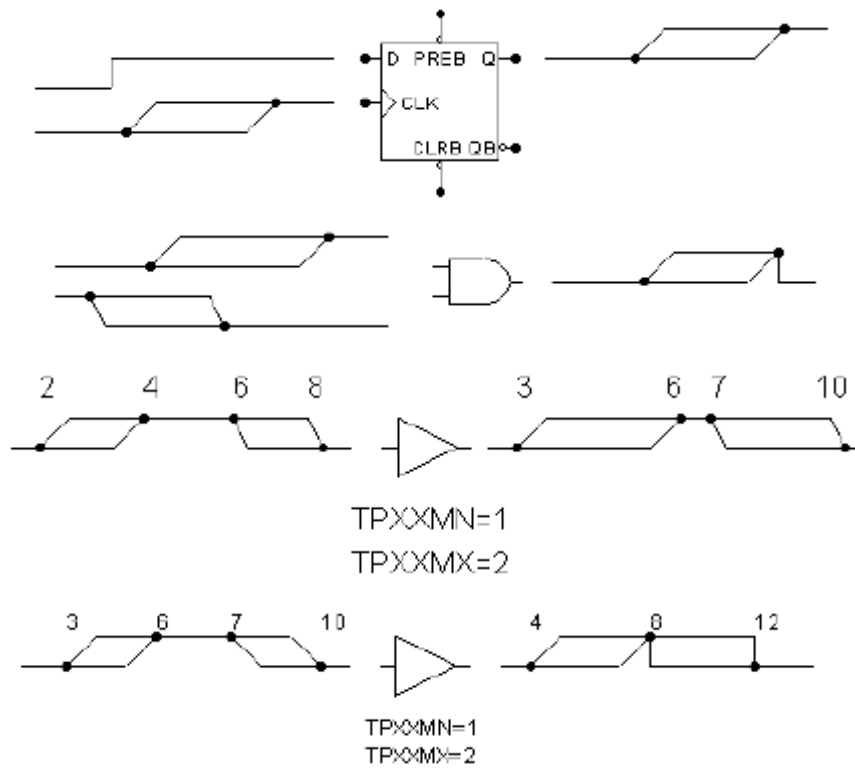 D PREB Q
CLK
CLRB QB
2 4 6 8 3 6 7 10
TPXXMN=1
TPXXMX=2
3 6 7 10 4 8 12
TPXXMN=1
TPXXMX=2